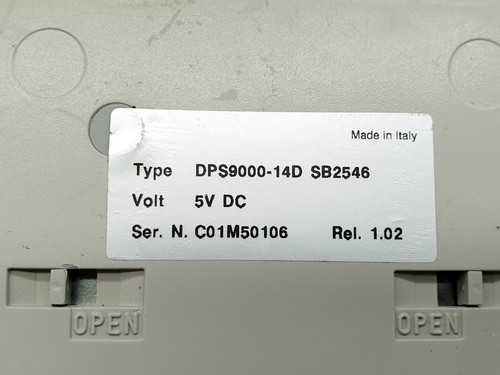 Made in Italy
Type DPS9000-14D SB2546
Volt 5V DC
Ser. N. C01M50106 Rel. 1.02
OPEN OPEN